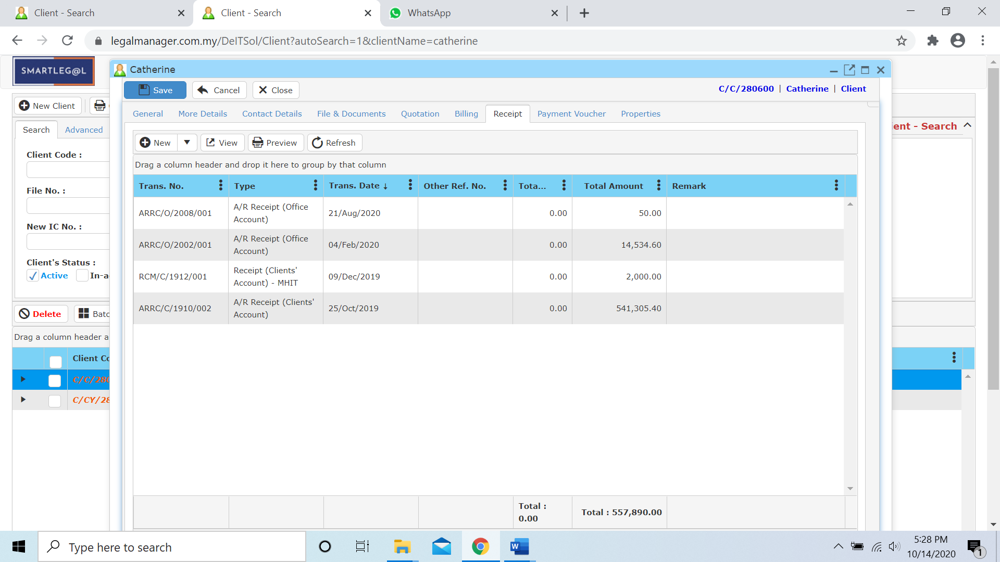 Client - Search
Client - Search
WhatsApp
legalmanager.com.my/DeITSol/Client?autoSearch=1&clientName=catherine
SMARTLEG@L
Catherine
Save Cancel Close
C/C/280600 | Catherine | Client
New Client
General More Details Contact Details File & Documents Quotation Billing Receipt Payment Voucher Properties
Search Advanced
ent - Search
New View Preview Refresh
Client Code :
Drag a column header and drop it here to group by that column
File No. :
Trans. No. Type Trans. Date ↓ Other Ref. No. Tota... Total Amount Remark
ARRC/O/2008/001 A/R Receipt (Office Account) 21/Aug/2020 0.00 50.00
New IC No. :
ARRC/O/2002/001 A/R Receipt (Office Account) 04/Feb/2020 0.00 14,534.60
Client's Status :
Active In-a
RCM/C/1912/001 Receipt (Clients' Account) - MHIT 09/Dec/2019 0.00 2,000.00
ARRC/C/1910/002 A/R Receipt (Clients' Account) 25/Oct/2019 0.00 541,305.40
Delete Batc
Drag a column header a
Client Co
C/C/280
C/CY/28
Total : 0.00 Total : 557,890.00
Type here to search
5:28 PM
10/14/2020
1